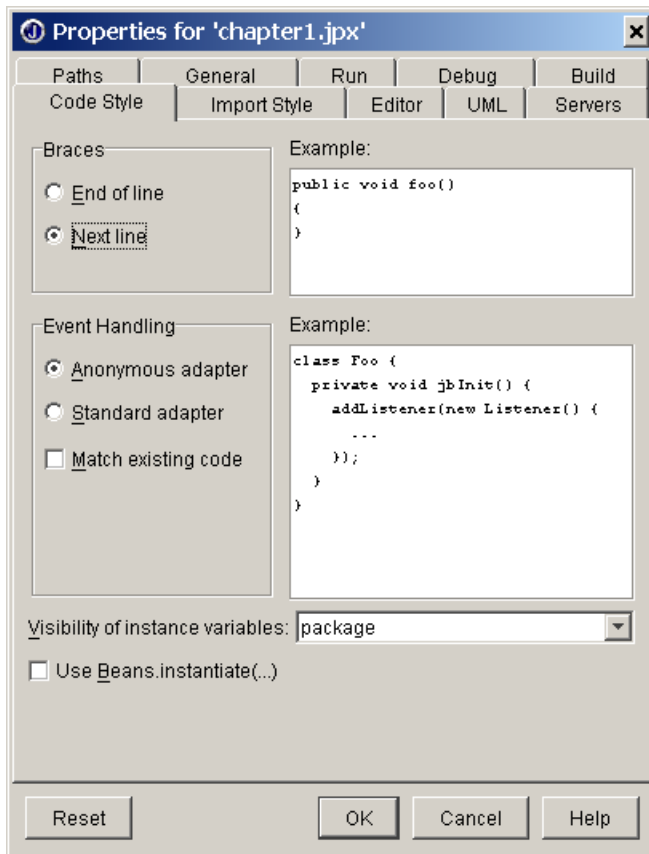 Properties for 'chapter1.jpx'
Paths General Run Debug Build
Code Style Import Style Editor UML Servers
Braces
End of line
Next line
Example:
public void foo()
{
}
Event Handling
Anonymous adapter
Standard adapter
Match existing code
Example:
class Foo {
  private void jbInit() {
    addListener(new Listener() {
      ...
    });
  }
}
Visibility of instance variables: package
Use Beans.instantiate(...)
Reset OK Cancel Help